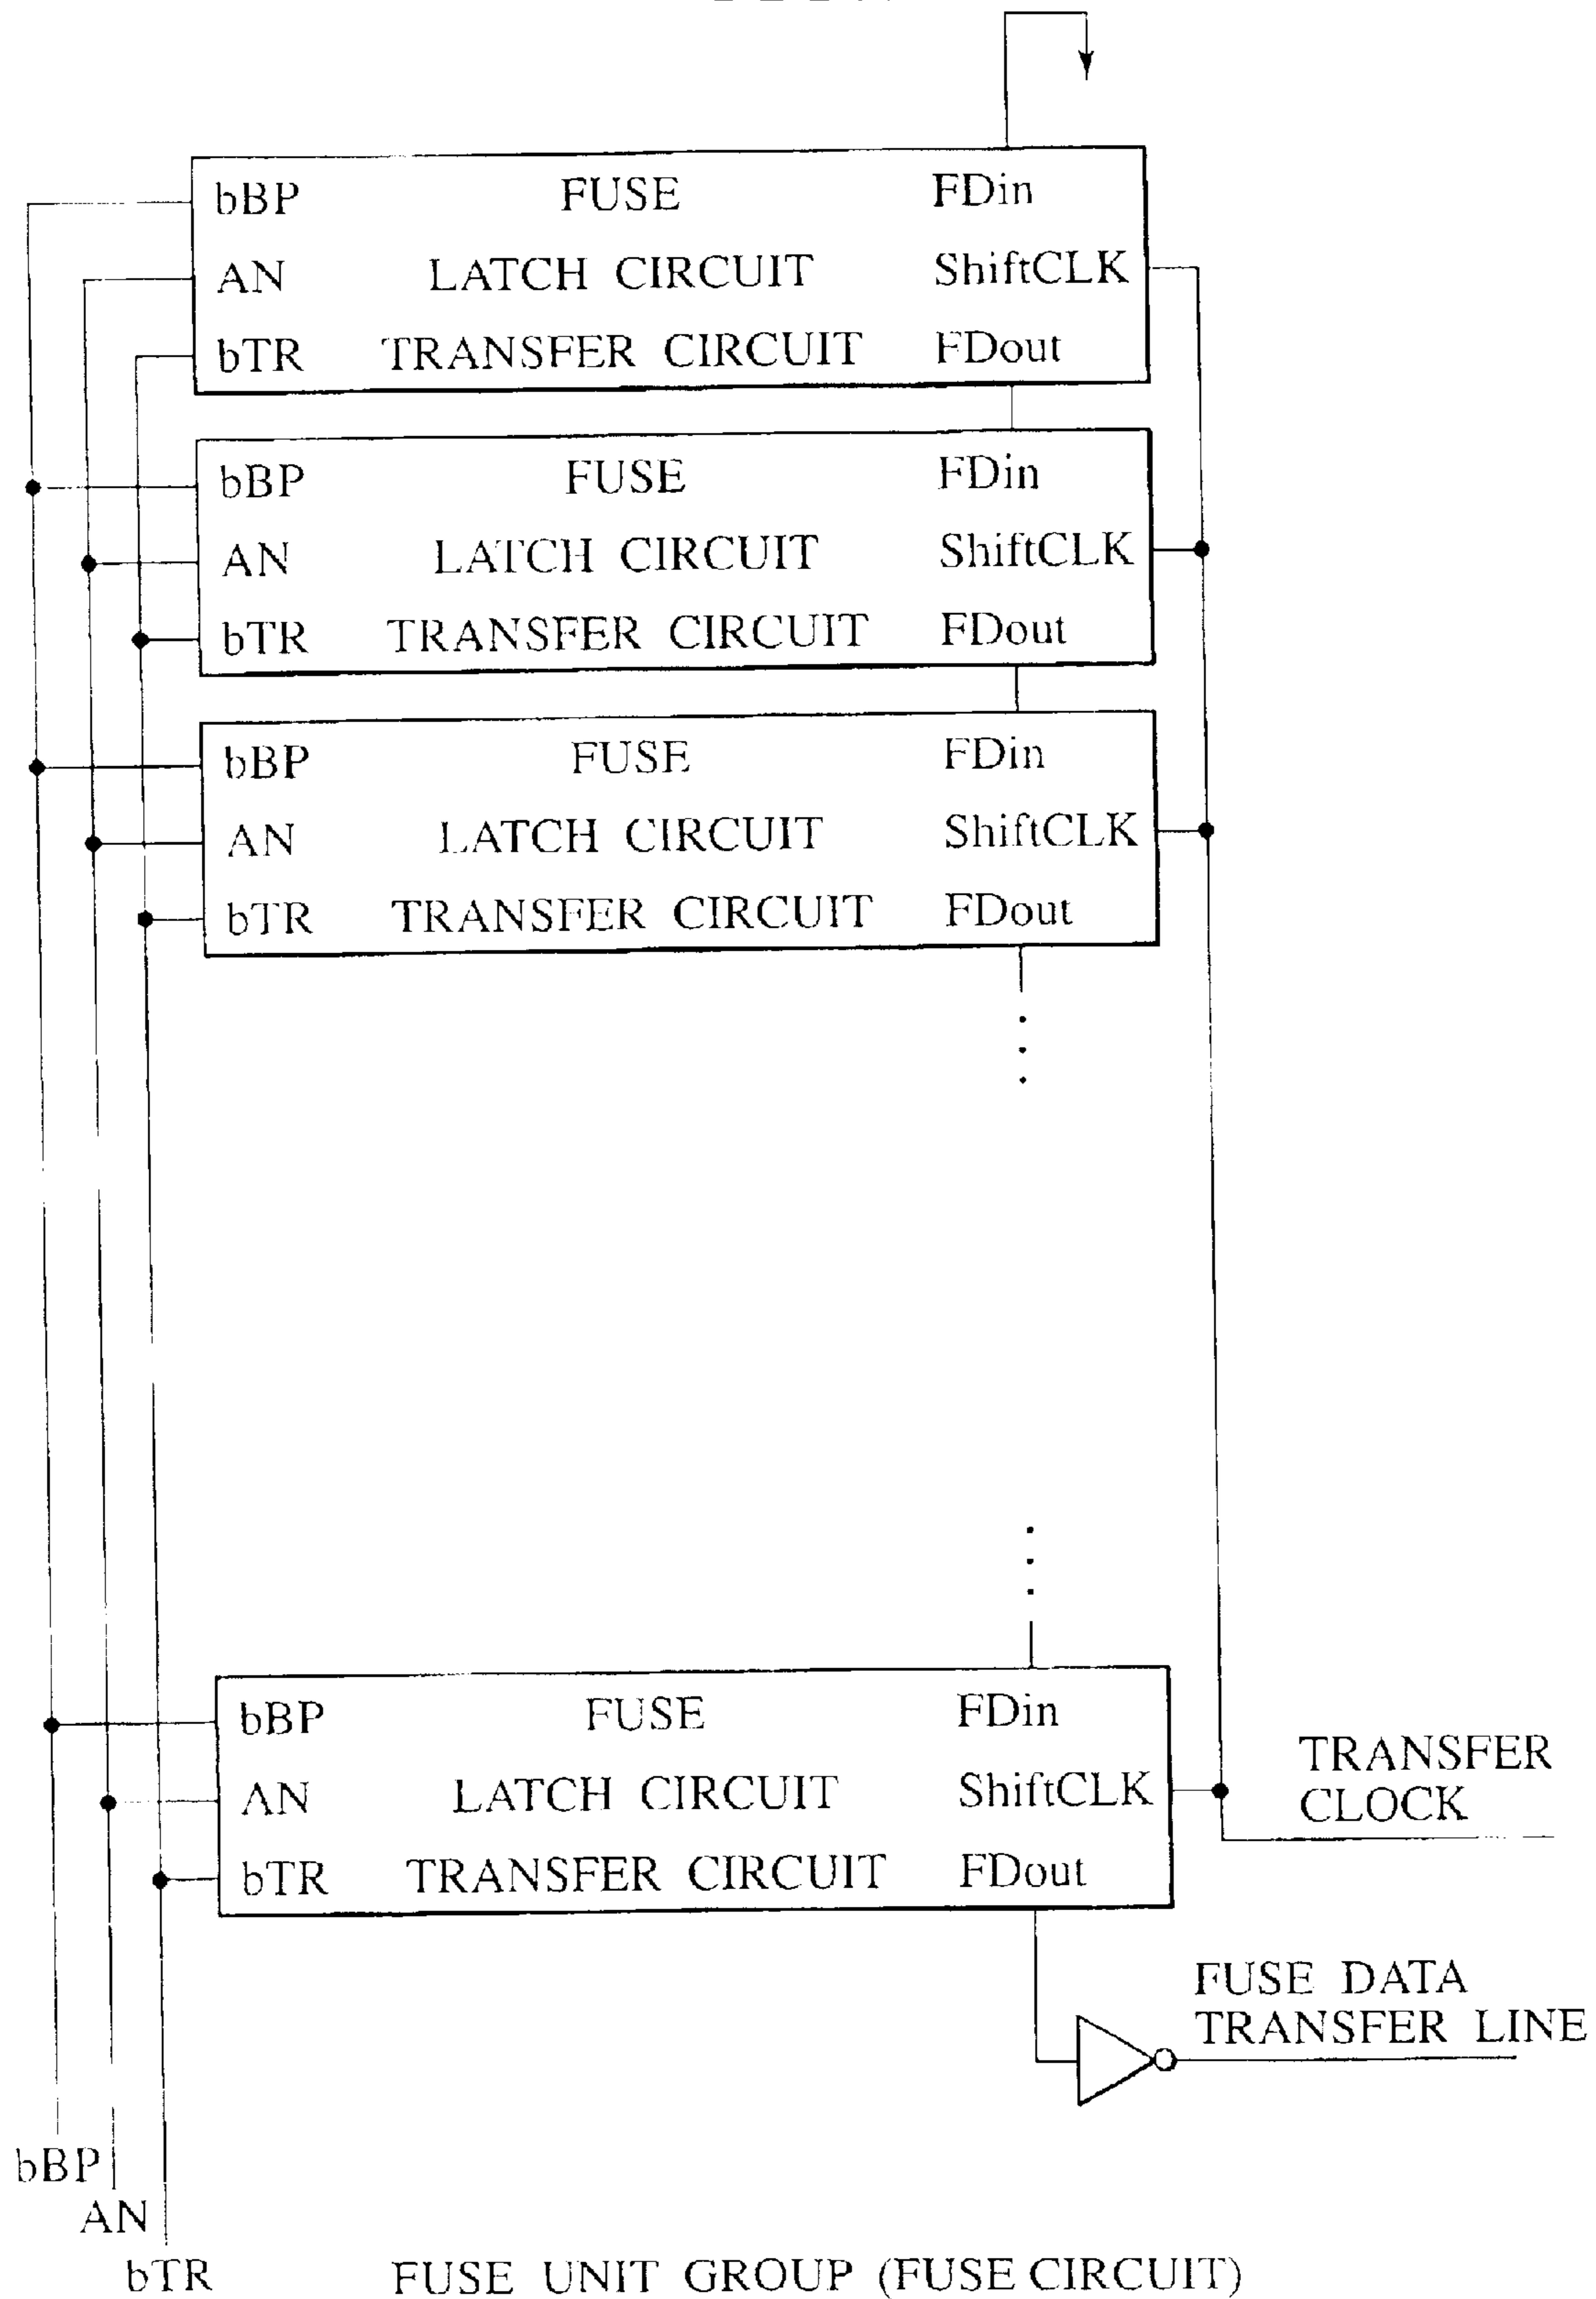 bBP FUSE FDin
AN LATCH CIRCUIT ShiftCLK
bTR TRANSFER CIRCUIT FDout
bBP FUSE FDin
AN LATCH CIRCUIT ShiftCLK
bTR TRANSFER CIRCUIT FDout
bBP FUSE FDin
AN LATCH CIRCUIT ShiftCLK
bTR TRANSFER CIRCUIT FDout
bBP FUSE FDin
AN LATCH CIRCUIT ShiftCLK
bTR TRANSFER CIRCUIT FDout
TRANSFER
CLOCK
FUSE DATA
TRANSFER LINE
bBP
AN
bTR
FUSE UNIT GROUP (FUSE CIRCUIT)